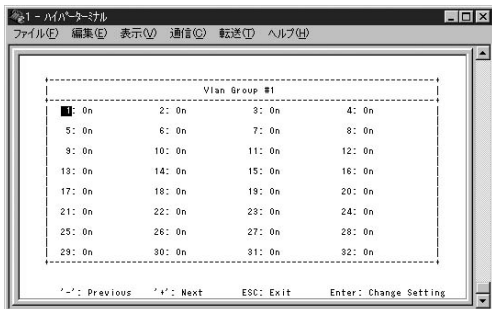 1 - ハイパーターミナル
ファイル(F) 編集(E) 表示(V) 通信(C) 転送(T) ヘルプ(H)
Vlan Group #1
1: On 2: On 3: On 4: On
5: On 6: On 7: On 8: On
9: On 10: On 11: On 12: On
13: On 14: On 15: On 16: On
17: On 18: On 19: On 20: On
21: On 22: On 23: On 24: On
25: On 26: On 27: On 28: On
29: On 30: On 31: On 32: On
'-': Previous '+': Next ESC: Exit Enter: Change Setting